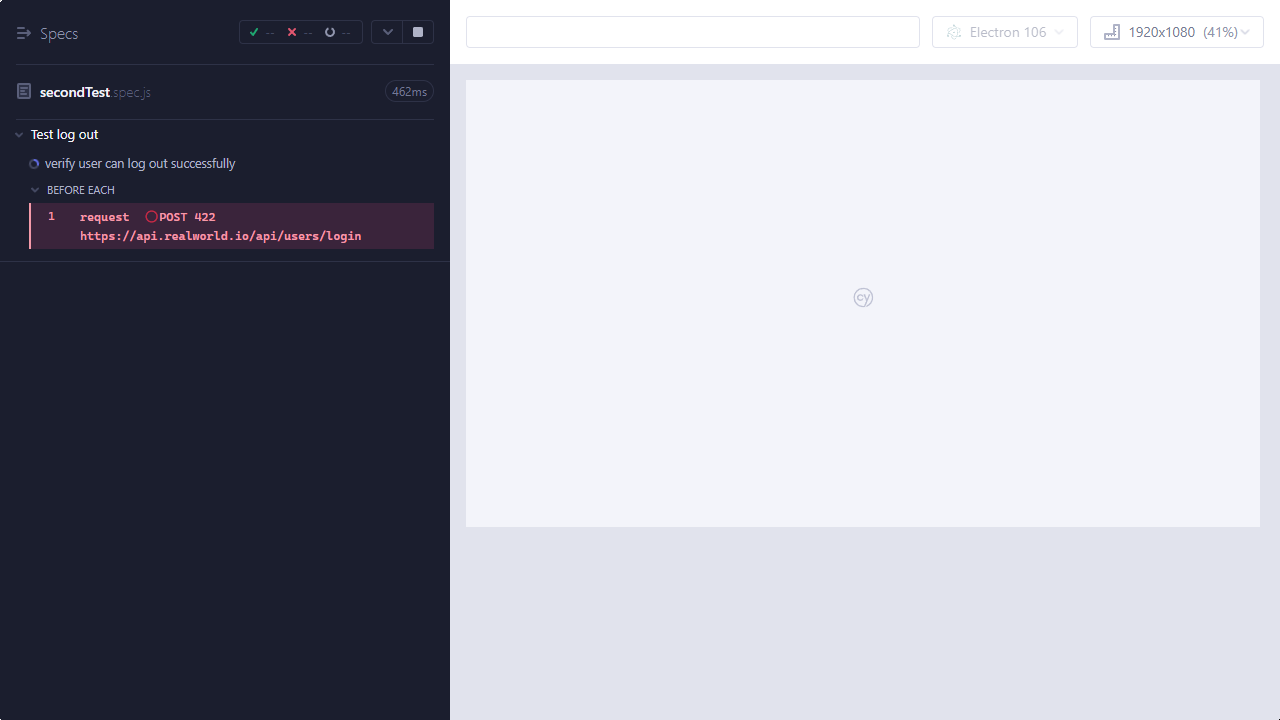 Specs
--
--
--
Electron 106
1920x1080 (41%)
secondTest.spec.js
462ms
Test log out
verify user can log out successfully
BEFORE EACH
1 request POST 422
https://api.realworld.io/api/users/login
cy